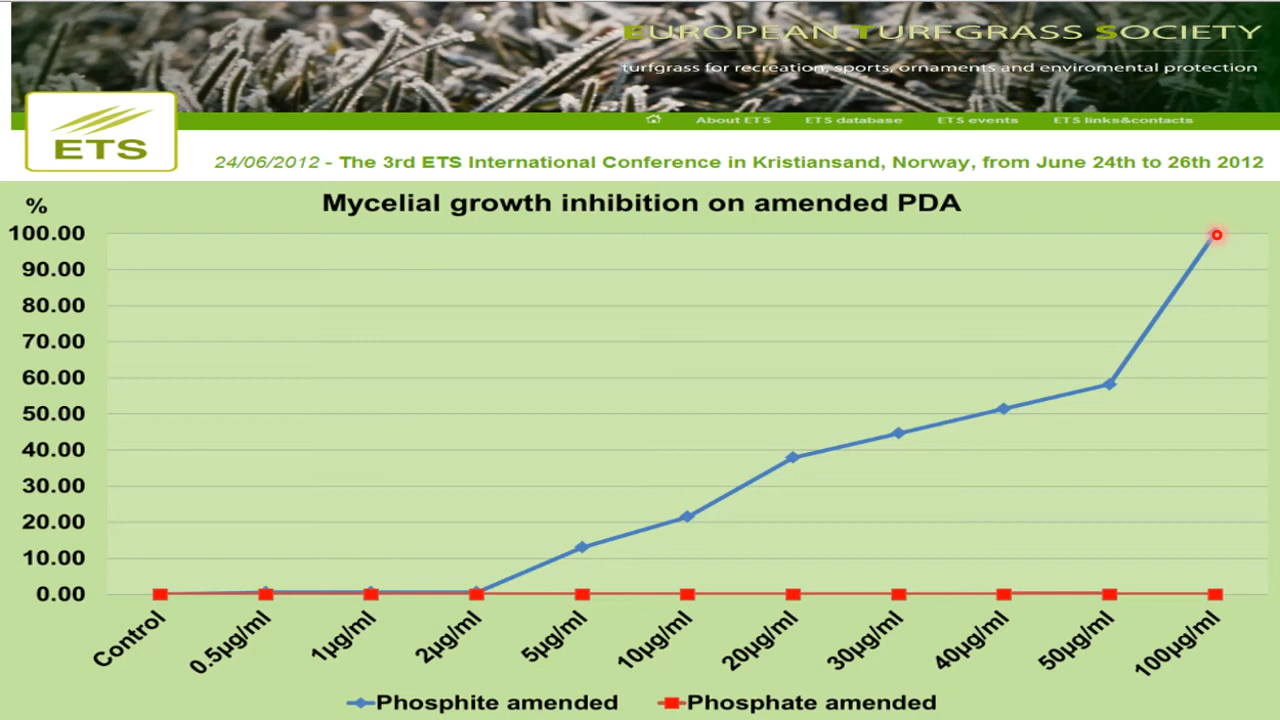 EUROPEAN TURFGRASS SOCIETY
turfgrass for recreation, sports, ornaments and enviromental protection
About ETS ETS database ETS events ETS links&contacts
ETS
24/06/2012 - The 3rd ETS International Conference in Kristiansand, Norway, from June 24th to 26th 2012
Mycelial growth inhibition on amended PDA
%
100.00
90.00
80.00
70.00
60.00
50.00
40.00
30.00
20.00
10.00
0.00
Control 0.5µg/ml 1µg/ml 2µg/ml 5µg/ml 10µg/ml 20µg/ml 30µg/ml 40µg/ml 50µg/ml 100µg/ml
Phosphite amended Phosphate amended